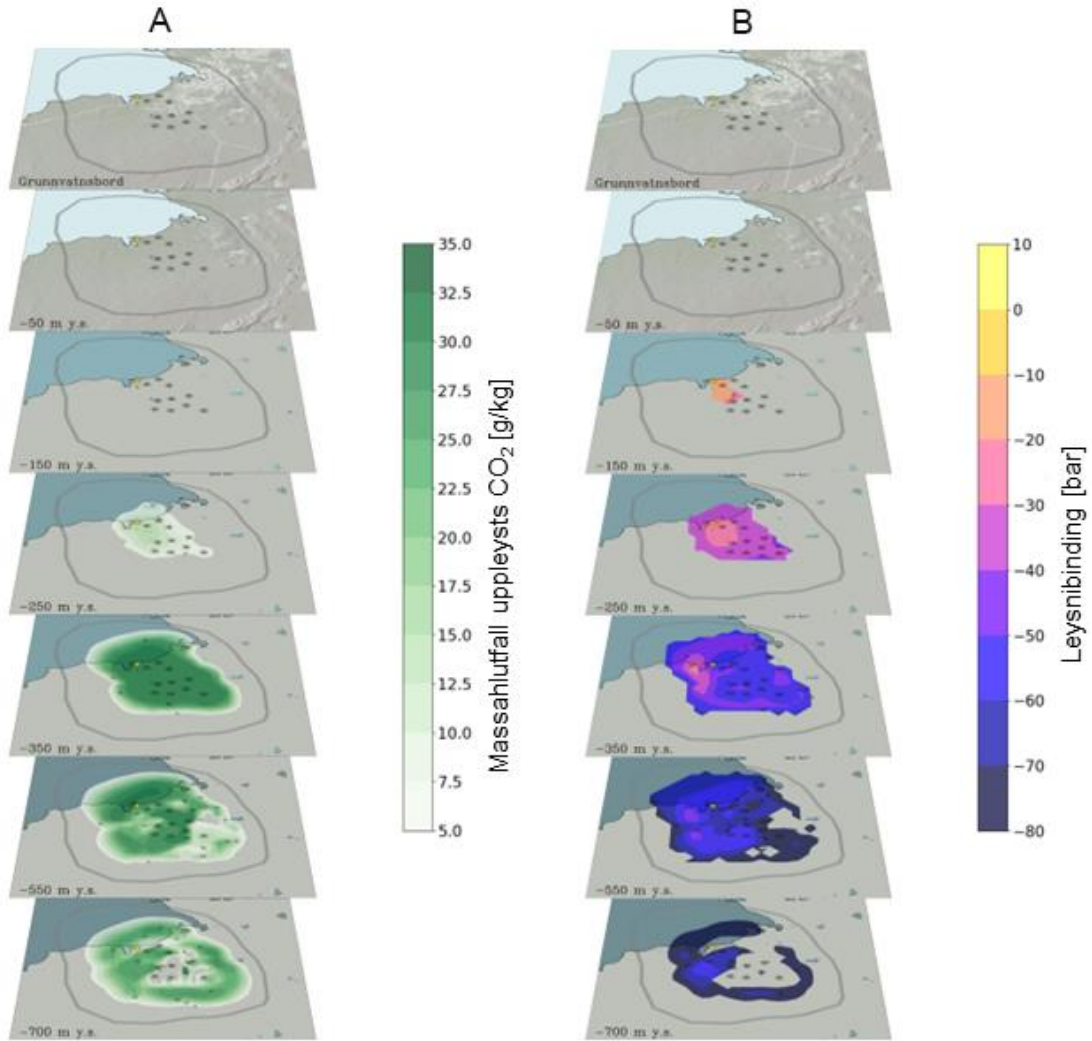 A
B
Grunnvatnsborð
Grunnvatnsborð
-50 m y.s.
-50 m y.s.
-150 m y.s.
-150 m y.s.
-250 m y.s.
-250 m y.s.
-350 m y.s.
-350 m y.s.
-550 m y.s.
-550 m y.s.
-700 m y.s.
-700 m y.s.
35.0
32.5
30.0
27.5
25.0
22.5
20.0
17.5
15.0
12.5
10.0
7.5
5.0
Massahlutfall uppleysts CO₂ [g/kg]
10
0
−10
−20
−30
−40
−50
−60
−70
−80
Leysnibinding [bar]